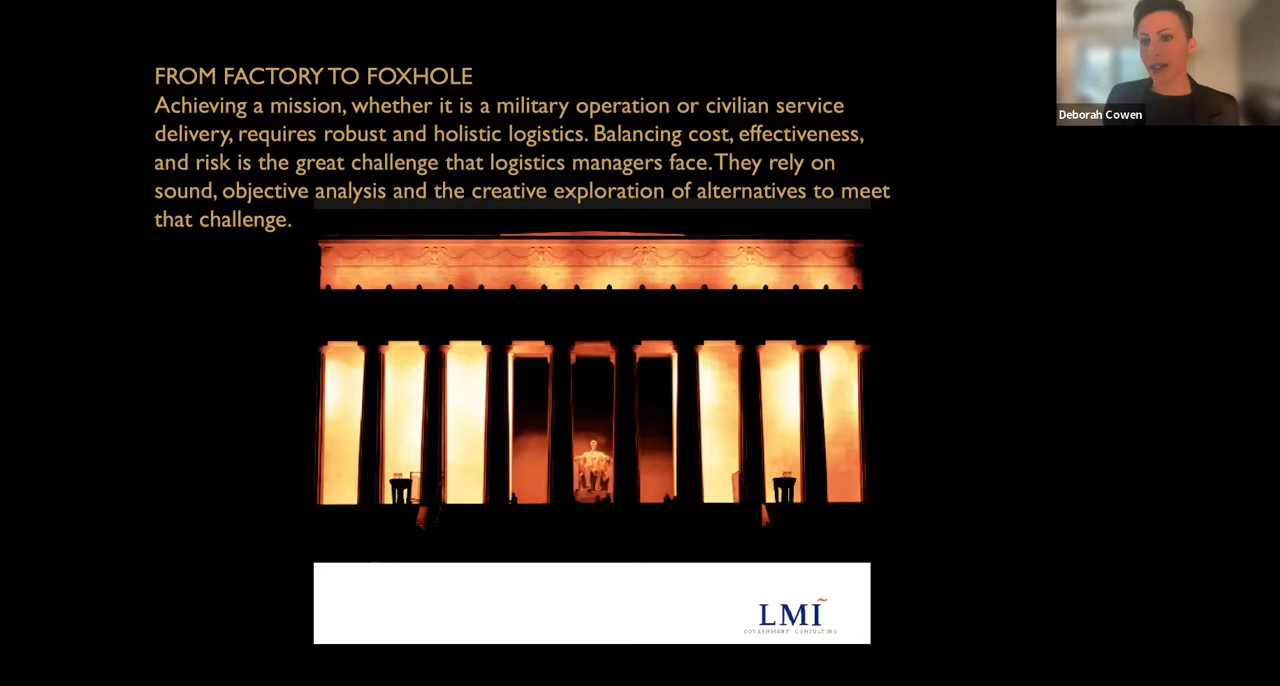 FROM FACTORY TO FOXHOLE
Achieving a mission, whether it is a military operation or civilian service
delivery, requires robust and holistic logistics. Balancing cost, effectiveness,
and risk is the great challenge that logistics managers face. They rely on
sound, objective analysis and the creative exploration of alternatives to meet
that challenge.
Deborah Cowen
LMI
GOVERNMENT CONSULTING